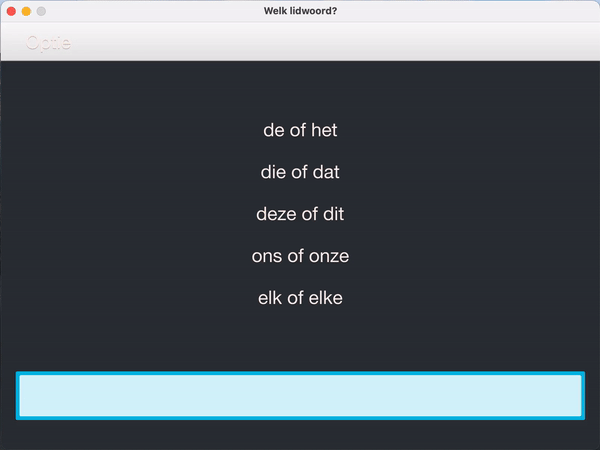 Welk lidwoord?
Optie
de of het
die of dat
deze of dit
ons of onze
elk of elke